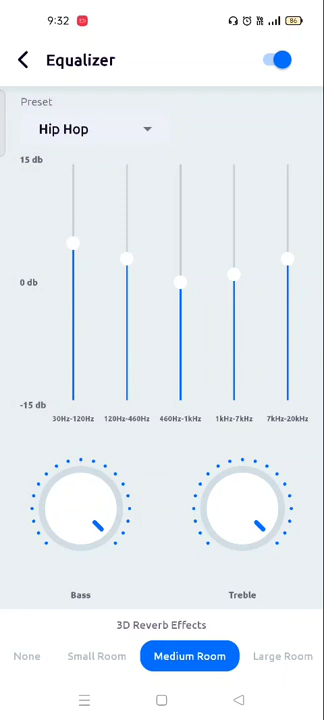 9:32
86
Equalizer
Preset
Hip Hop
15 db
0 db
-15 db
30Hz-120Hz 120Hz-460Hz 460Hz-1kHz 1kHz-7kHz 7kHz-20kHz
Bass Treble
3D Reverb Effects
None Small Room Medium Room Large Room